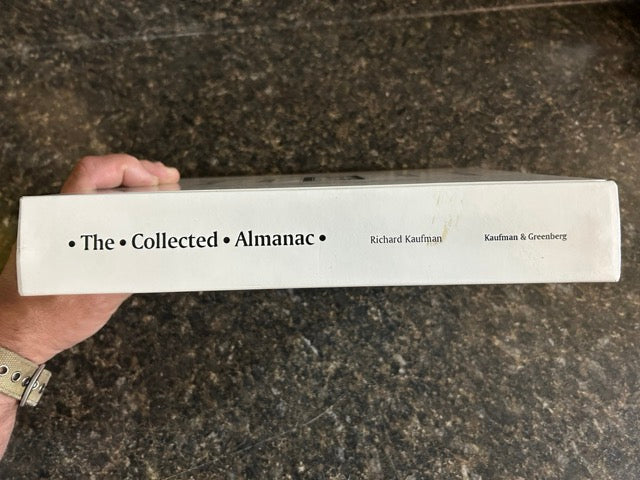 • The • Collected • Almanac • Richard Kaufman Kaufman & Greenberg